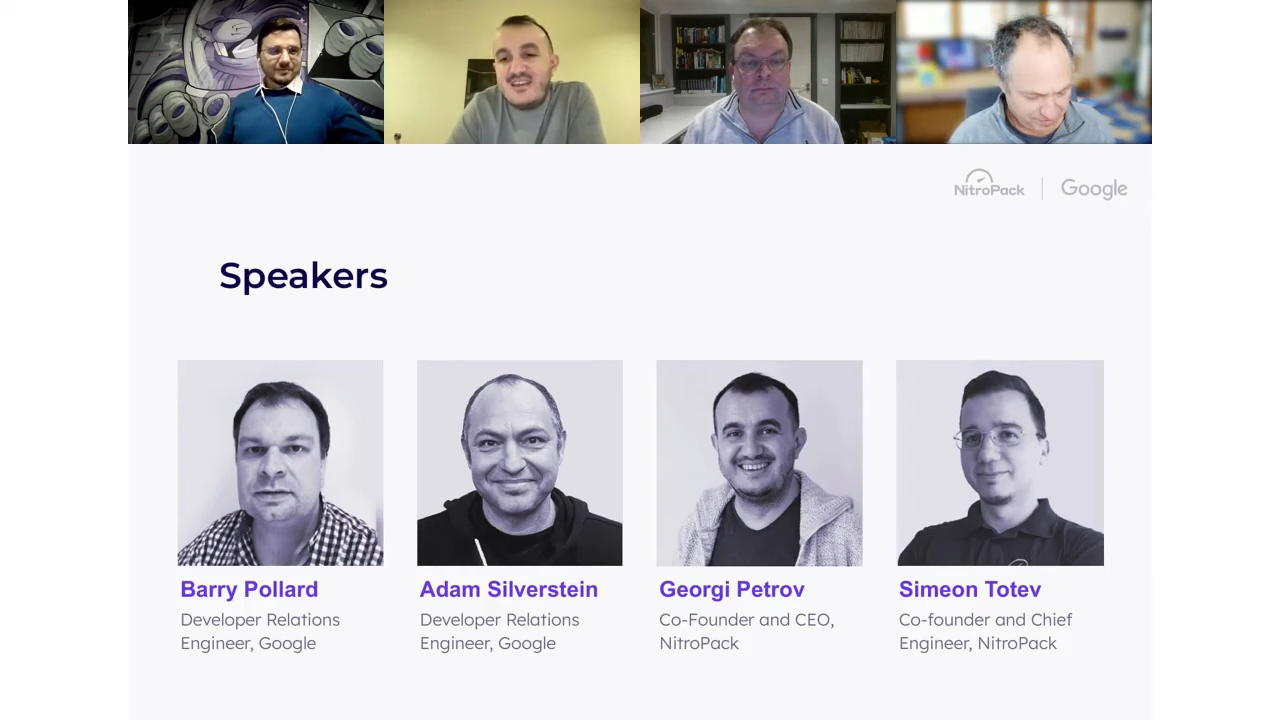 NitroPack
Google
Speakers
Barry Pollard
Developer Relations
Engineer, Google
Adam Silverstein
Developer Relations
Engineer, Google
Georgi Petrov
Co-Founder and CEO,
NitroPack
Simeon Totev
Co-founder and Chief
Engineer, NitroPack